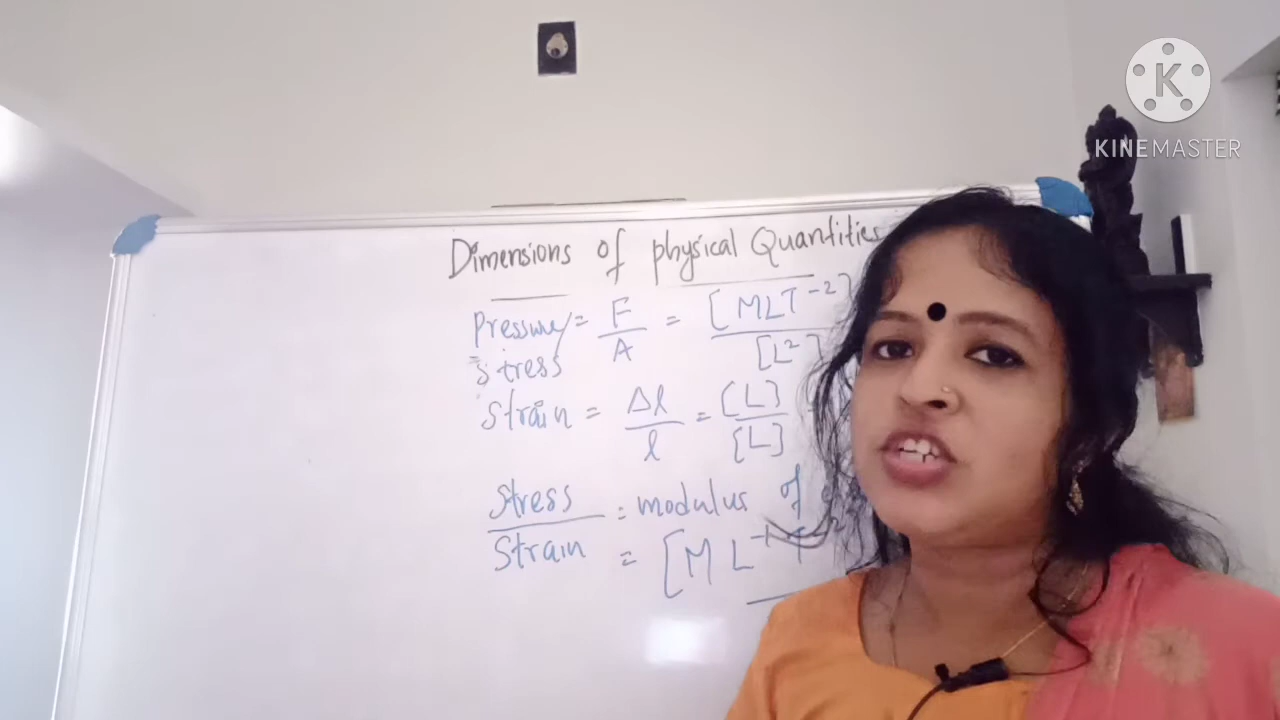 KINEMASTER
Dimensions of physical Quantities
Pressure/ = F/A = [MLT⁻²]/[L²]
stress
strain = Δl/l = [L]/[L]
stress/strain = modulus of
= [M L⁻¹ T